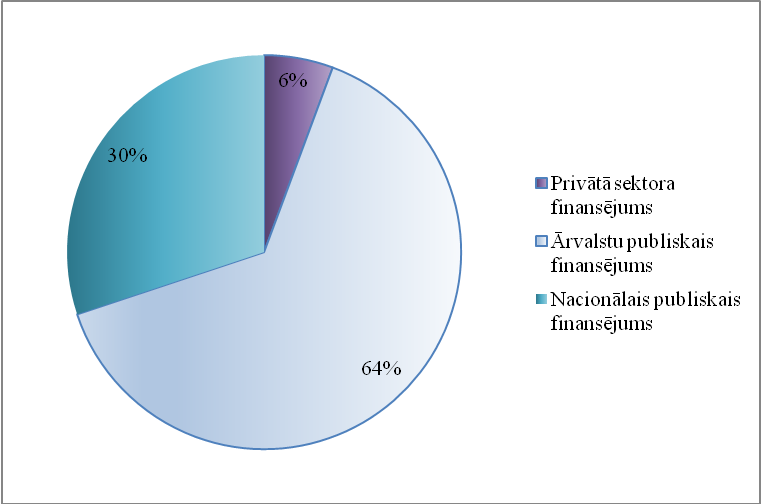 6%
30%
64%
Privātā sektora
finansējums
Ārvalstu publiskais
finansējums
Nacionālais publiskais
finansējums